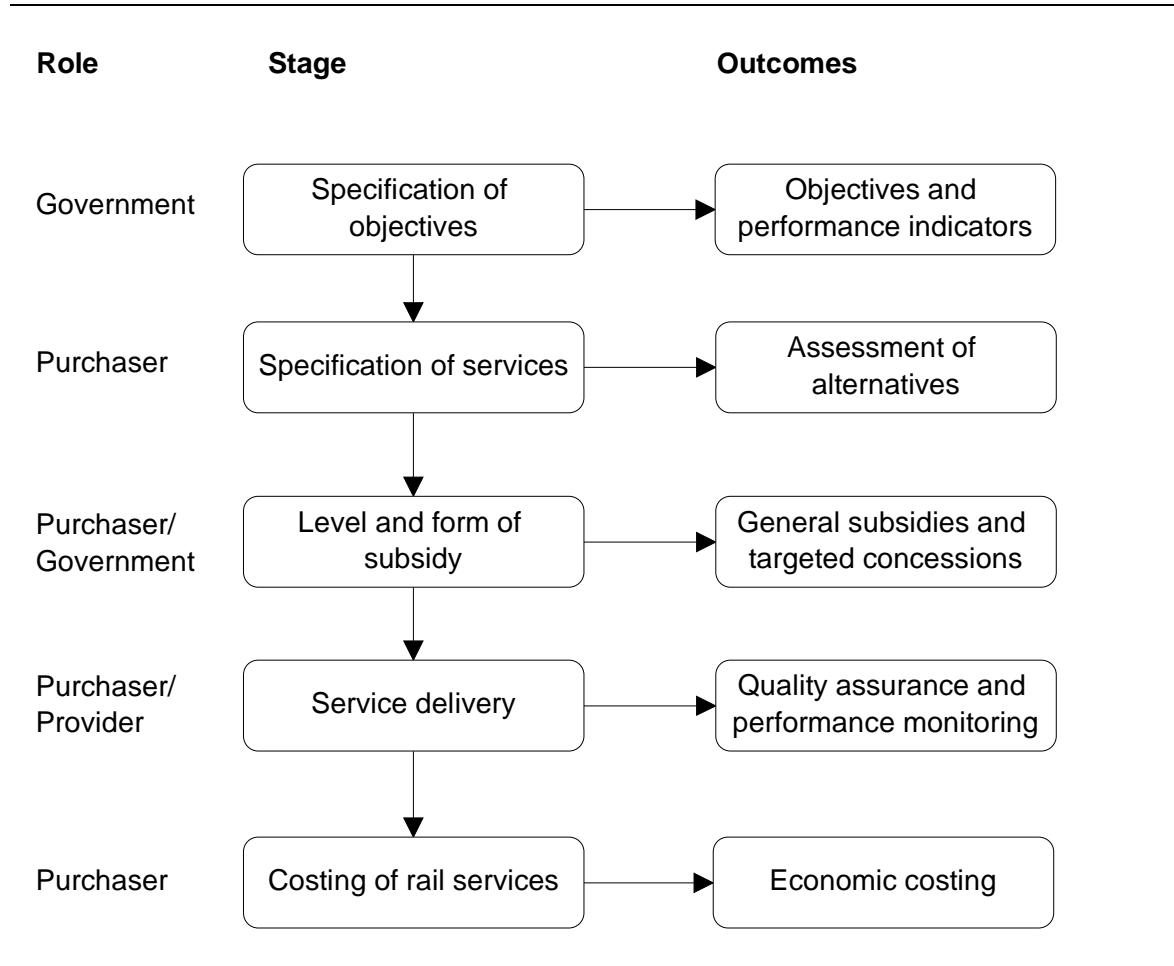 Role Stage Outcomes
Government
Specification of
objectives
Objectives and
performance indicators
Purchaser
Specification of services
Assessment of
alternatives
Purchaser/
Government
Level and form of
subsidy
General subsidies and
targeted concessions
Purchaser/
Provider
Service delivery
Quality assurance and
performance monitoring
Purchaser
Costing of rail services
Economic costing